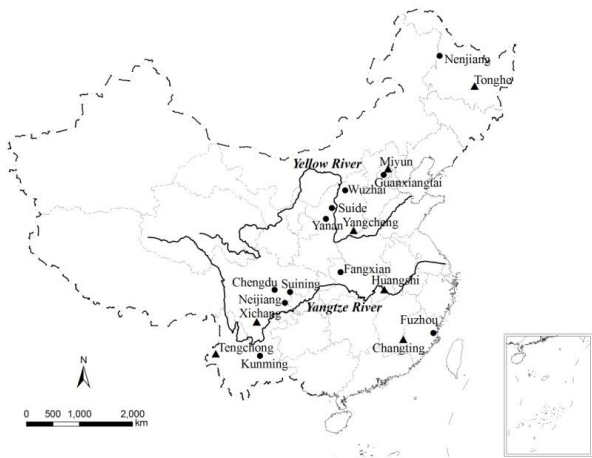 Nenjiang
Tonghe
Miyun
Yellow River
Guanxiangtai
Wuzhai
Suide
Yanan
Yangcheng
Fangxian
Chengdu
Suining
Huangshi
Neijiang
Yangtze River
Xichang
Fuzhou
Changting
Tengchong
Kunming
N
0 500 1,000 2,000
km